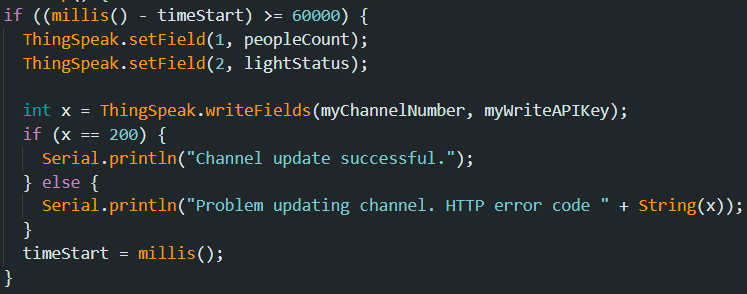 if ((millis() - timeStart) >= 60000) {
  ThingSpeak.setField(1, peopleCount);
  ThingSpeak.setField(2, lightStatus);

  int x = ThingSpeak.writeFields(myChannelNumber, myWriteAPIKey);
  if (x == 200) {
    Serial.println("Channel update successful.");
  } else {
    Serial.println("Problem updating channel. HTTP error code " + String(x));
  }
  timeStart = millis();
}